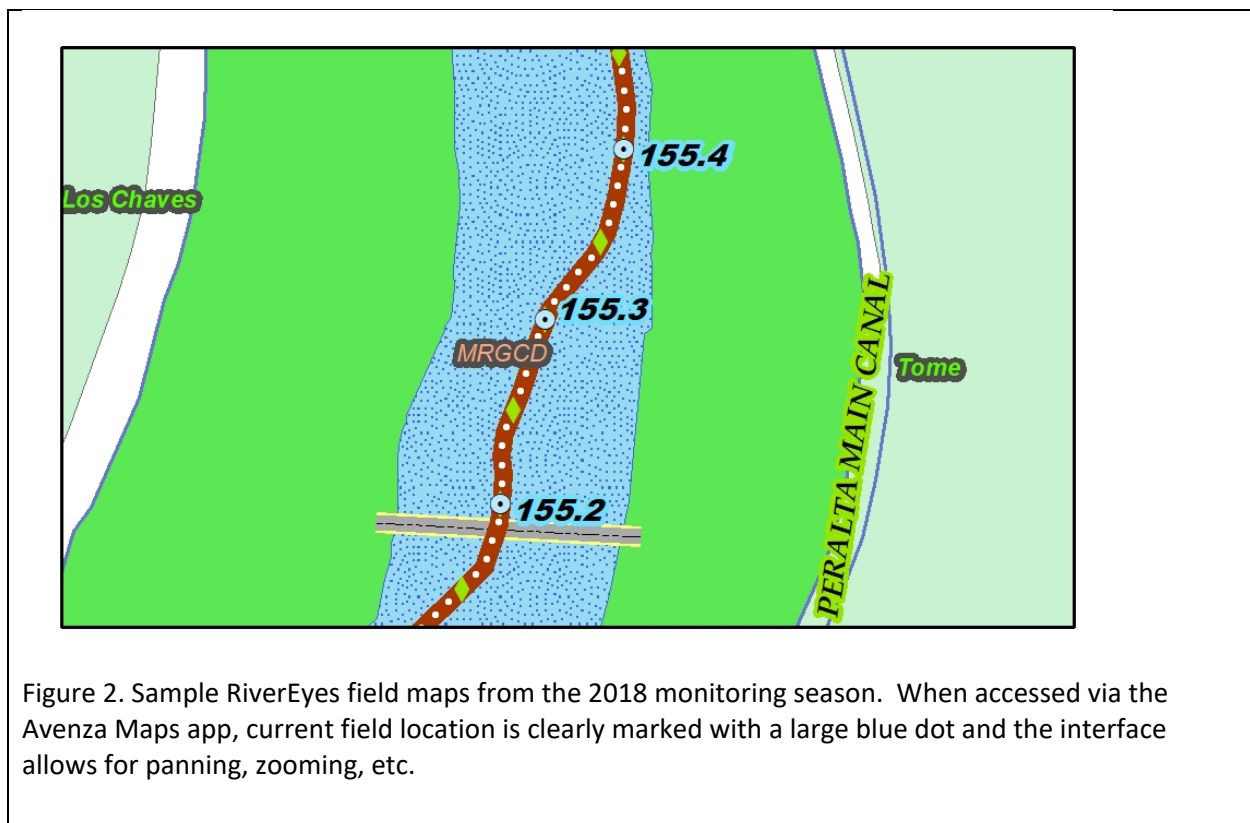 155.4
Los Chaves
155.3
MRGCD
PERALTA MAIN CANAL
Tome
155.2
Figure 2. Sample RiverEyes field maps from the 2018 monitoring season.  When accessed via the
Avenza Maps app, current field location is clearly marked with a large blue dot and the interface
allows for panning, zooming, etc.